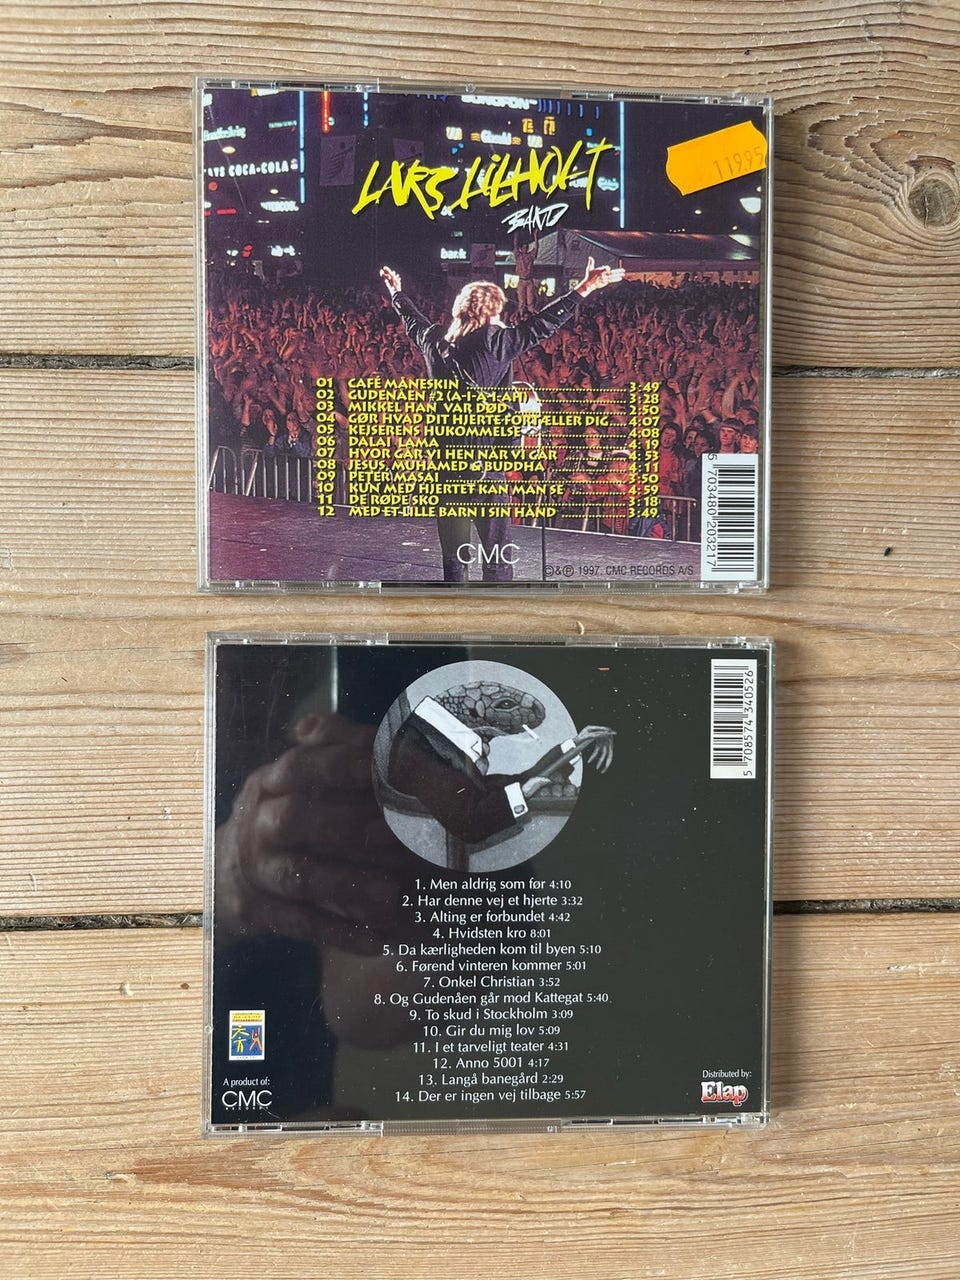 COCA-COLA
LARS LILHOLT
BAND
11995
01 CAFÉ MÅNESKIN 3:49
02 GUDENÅEN #2 (A-I-A-I-AH) 3:28
03 MIKKEL HAN VAR DØD 2:50
04 GØR HVAD DIT HJERTE FORTÆLLER DIG 4:07
05 KEJSERENS HUKOMMELSE 4:08
06 DALAI LAMA 4:19
07 HVOR GÅR VI HEN NÅR VI GÅR 4:53
08 JESUS, MUHAMED & BUDDHA 4:11
09 PETER MASAI 3:50
10 KUN MED HJERTET KAN MAN SE 4:59
11 DE RØDE SKO 3:18
12 MED ET LILLE BARN I SIN HAND 3:49
CMC
©&℗ 1997, CMC RECORDS A/S
5 703480 203217
5 708574 340526
1. Men aldrig som før 4:10
2. Har denne vej et hjerte 3:32
3. Alting er forbundet 4:42
4. Hvidsten kro 8:01
5. Da kærligheden kom til byen 5:10
6. Førend vinteren kommer 5:01
7. Onkel Christian 3:52
8. Og Gudenåen går mod Kattegat 5:40
9. To skud i Stockholm 3:09
10. Gir du mig lov 5:09
11. I et tarveligt teater 4:31
12. Anno 5001 4:17
13. Langå banegård 2:29
14. Der er ingen vej tilbage 5:57
A product of:
CMC
RECORDS
Distributed by:
Elap